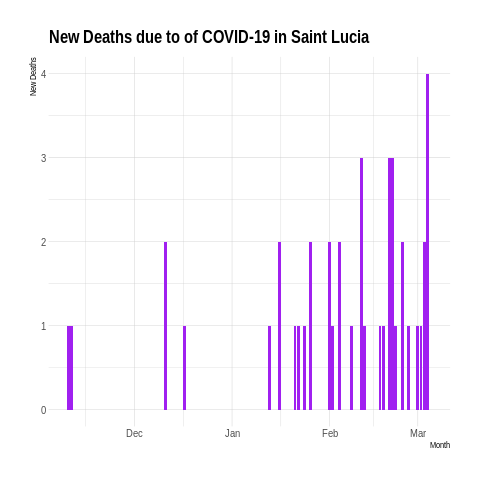 New Deaths due to of COVID-19 in Saint Lucia
New Deaths
4
3
2
1
0
Dec Jan Feb Mar
Month